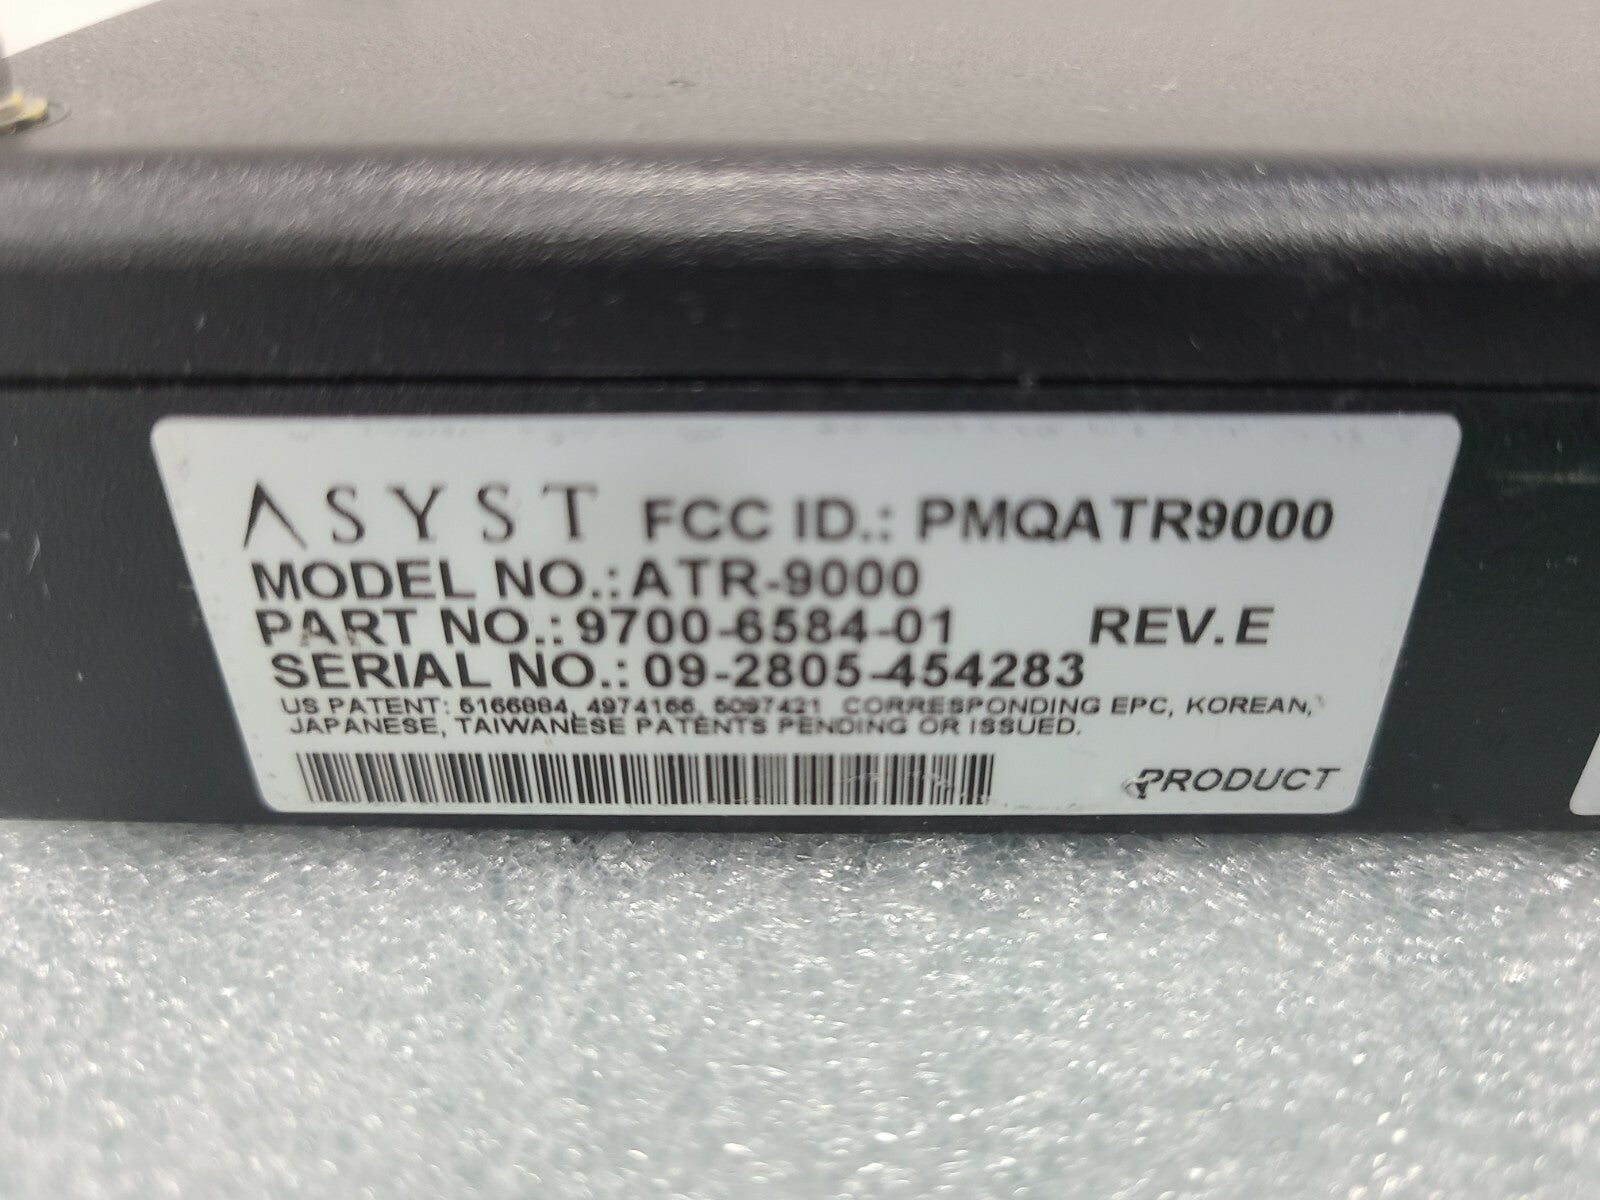 ASYST FCC ID.: PMQATR9000
MODEL NO.: ATR-9000
PART NO.: 9700-6584-01 REV. E
SERIAL NO.: 09-2805-454283
US PATENT: 5166884, 4974166, 5097421 CORRESPONDING EPC, KOREAN,
JAPANESE, TAIWANESE PATENTS PENDING OR ISSUED.
PRODUCT